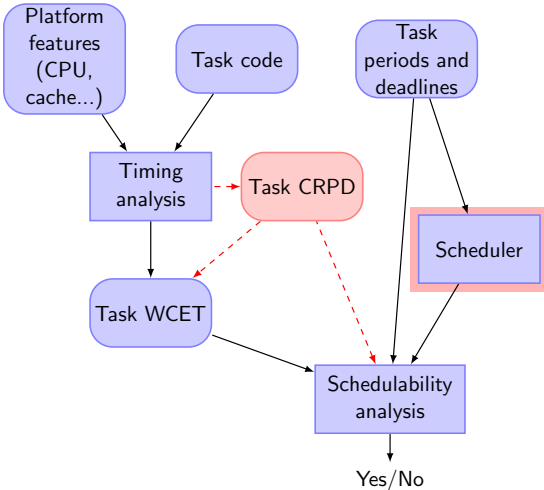 Platform
features
(CPU,
cache...)
Task code
Task
periods and
deadlines
Timing
analysis
Task CRPD
Scheduler
Task WCET
Schedulability
analysis
Yes/No